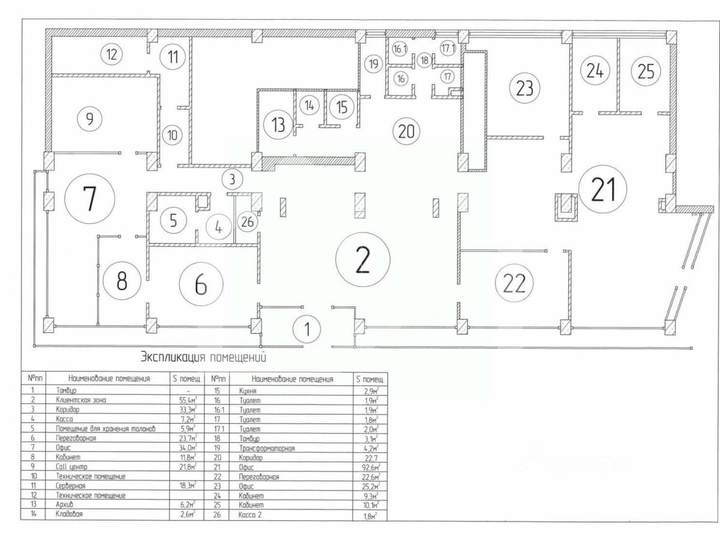 12
11
19
16.1
18
17.1
16
17
24
25
23
9
13
14
15
20
10
3
7
5
4
26
21
2
8
6
22
1
Экспликация помещений
№пп Наименование помещения S помещ
1 Тамбур -
2 Клиентская зона 55,4м²
3 Коридор 33,3м²
4 Касса 7,2м²
5 Помещение для хранения талонов 5,9м²
6 Переговорная 23,7м²
7 Офис 34,0м²
8 Кабинет 11,8м²
9 Call центр 21,8м²
10 Техническое помещение
11 Серверная 18,3м²
12 Техническое помещение
13 Архив 6,2м²
14 Кладовая 2,6м²
№пп Наименование помещения S помещ
15 Кухня 2,9м²
16 Туалет 1,9м²
16.1 Туалет 1,9м²
17 Туалет 1,8м²
17.1 Туалет 2,0м²
18 Тамбур 3,1м²
19 Трансформаторная 4,2м²
20 Коридор 22,7
21 Офис 92,6м²
22 Переговорная 22,6м²
23 Офис 25,2м²
24 Кабинет 9,3м²
25 Кабинет 10,1м²
26 Касса 2 1,8м²